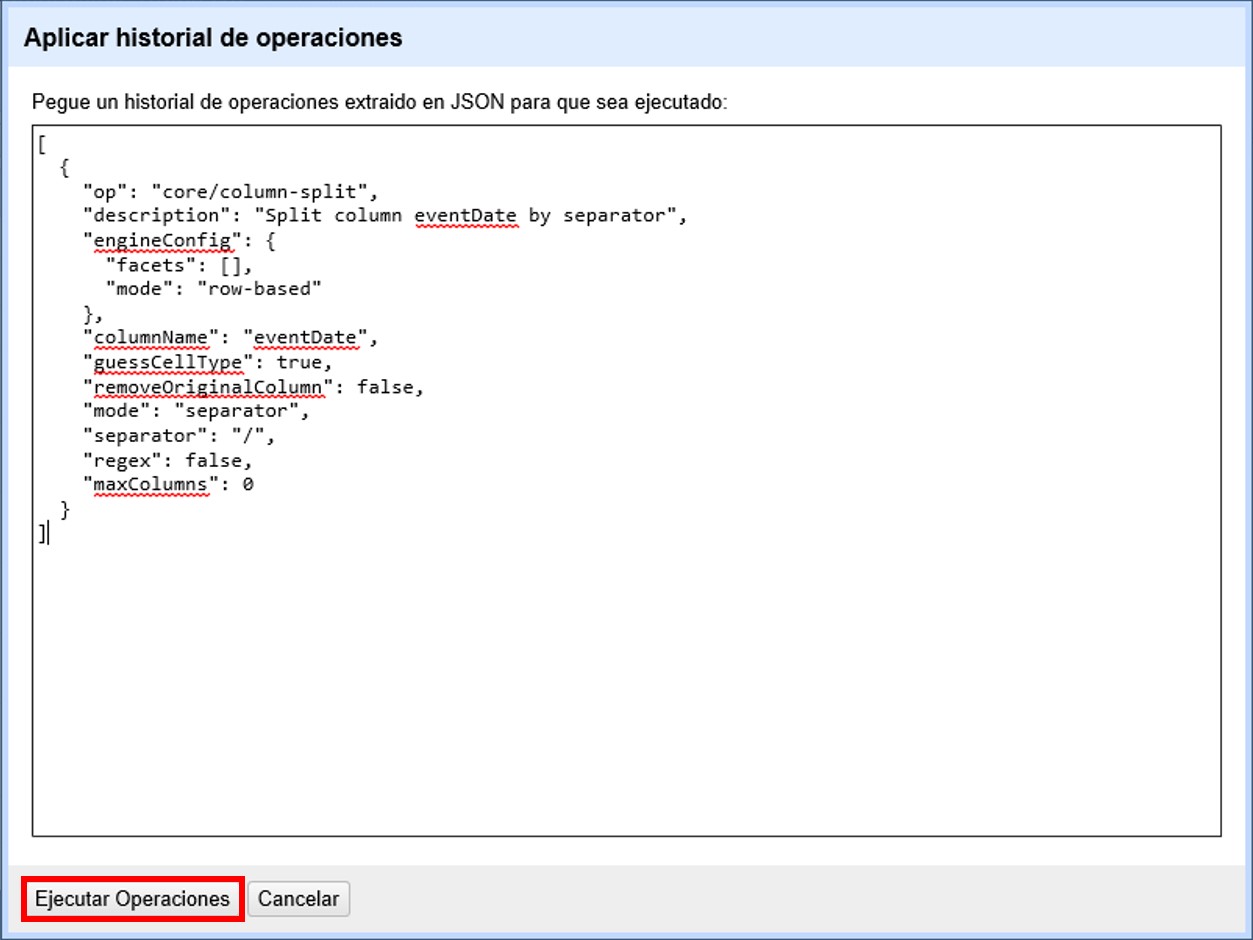 Aplicar historial de operaciones
Pegue un historial de operaciones extraido en JSON para que sea ejecutado:
[
  {
    "op": "core/column-split",
    "description": "Split column eventDate by separator",
    "engineConfig": {
      "facets": [],
      "mode": "row-based"
    },
    "columnName": "eventDate",
    "guessCellType": true,
    "removeOriginalColumn": false,
    "mode": "separator",
    "separator": "/",
    "regex": false,
    "maxColumns": 0
  }
]
Ejecutar Operaciones Cancelar